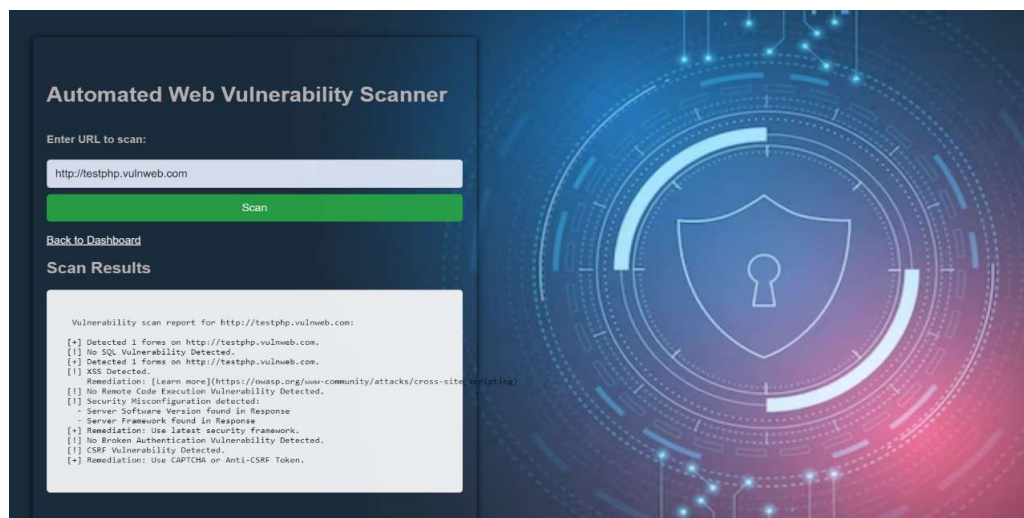 Automated Web Vulnerability Scanner
Enter URL to scan:
http://testphp.vulnweb.com
Scan
Back to Dashboard
Scan Results
Vulnerability scan report for http://testphp.vulnweb.com:
[+] Detected 1 forms on http://testphp.vulnweb.com.
[!] No SQL Vulnerability Detected.
[+] Detected 1 forms on http://testphp.vulnweb.com.
[!] XSS Detected.
Remediation: [Learn more](https://owasp.org/www-community/attacks/cross-site_scripting)
[!] No Remote Code Execution Vulnerability Detected.
[!] Security Misconfiguration detected:
- Server Software Version found in Response
- Server Framework found in Response
[+] Remediation: Use latest security framework.
[!] No Broken Authentication Vulnerability Detected.
[!] CSRF Vulnerability Detected.
[+] Remediation: Use CAPTCHA or Anti-CSRF Token.